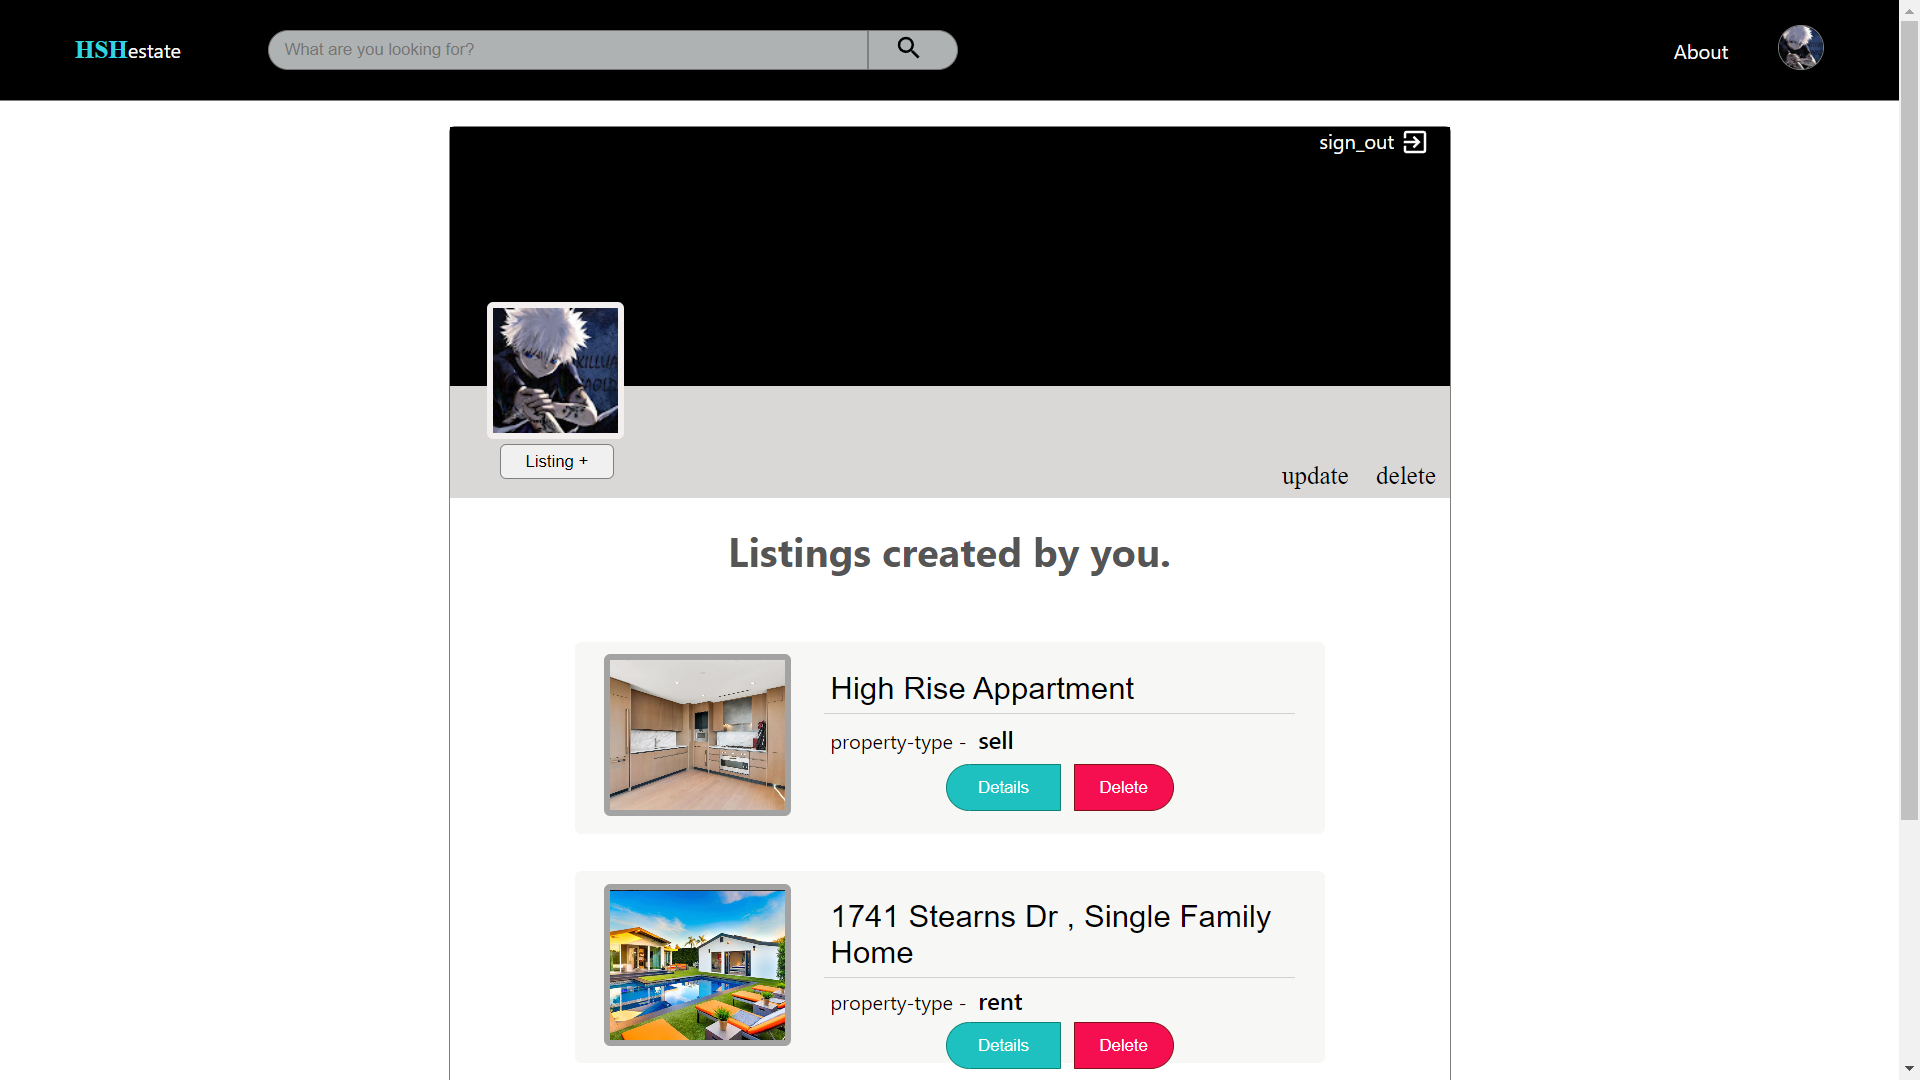 HSHestate
What are you looking for?
About
sign_out
KILLUA
Listing +
update delete
Listings created by you.
High Rise Appartment
property-type - sell
Details Delete
1741 Stearns Dr , Single Family
Home
property-type - rent
Details Delete